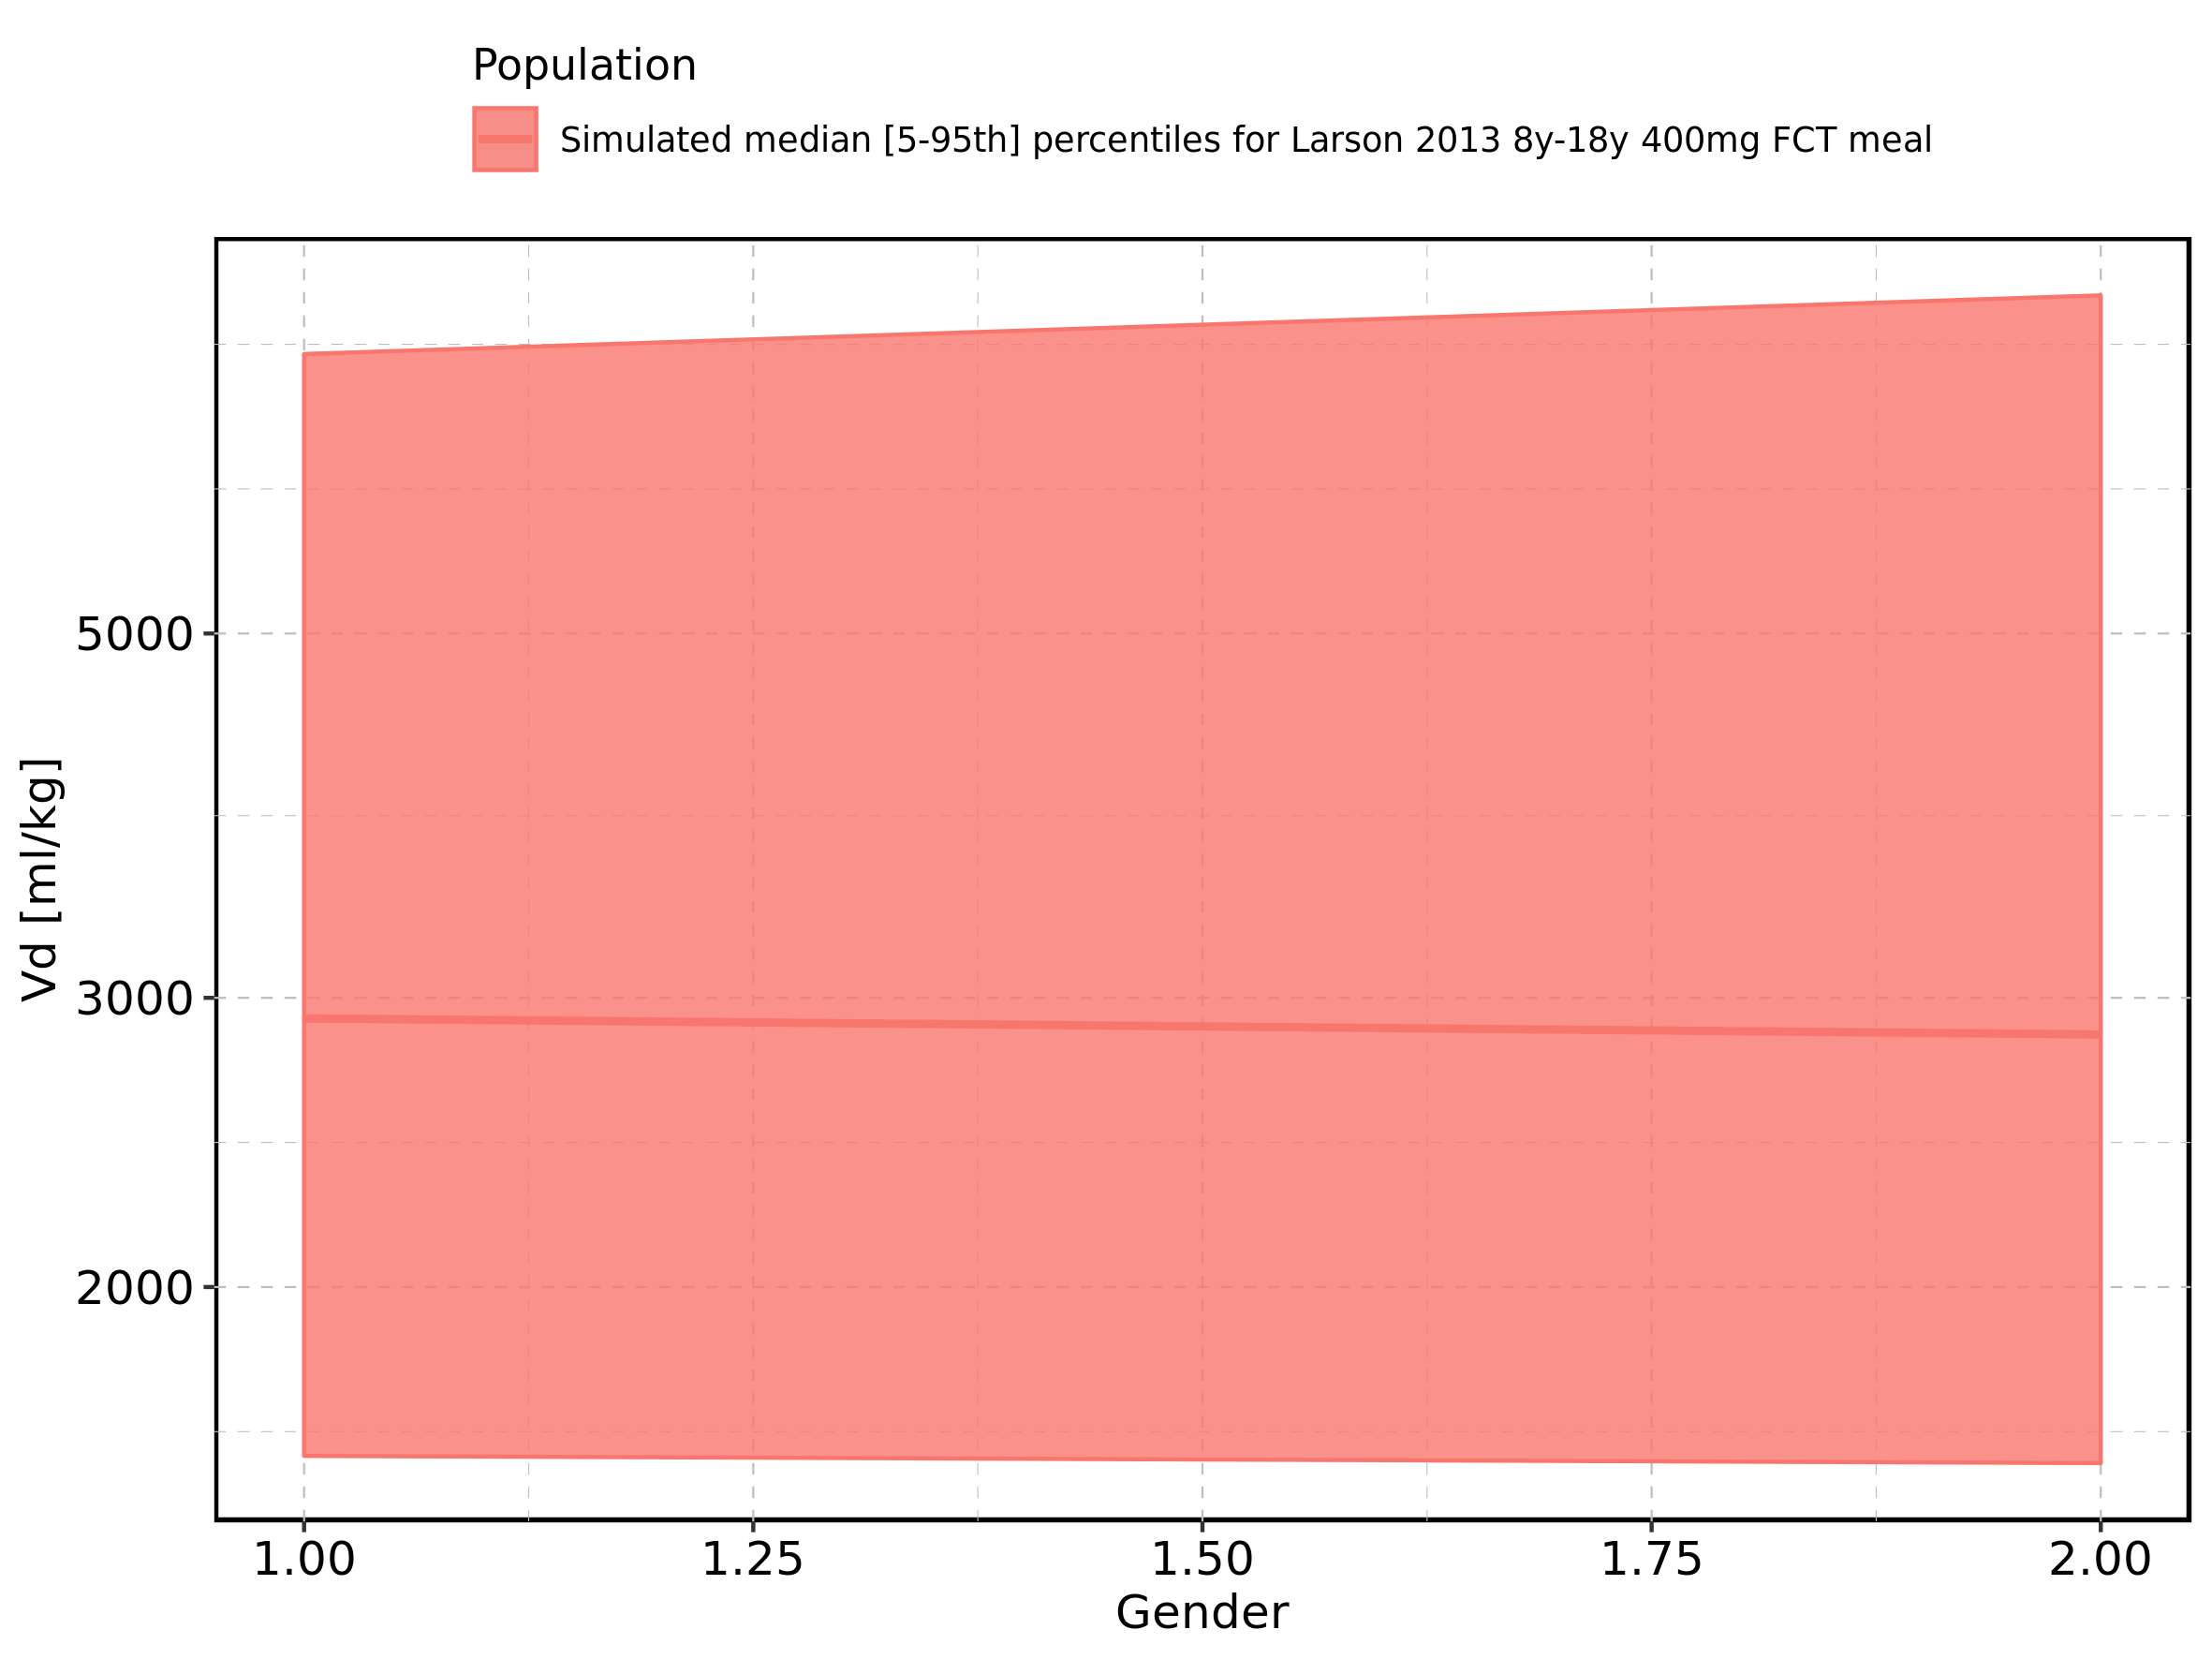 Population
Simulated median [5-95th] percentiles for Larson 2013 8y-18y 400mg FCT meal
Vd [ml/kg]
5000
3000
2000
1.00 1.25 1.50 1.75 2.00
Gender